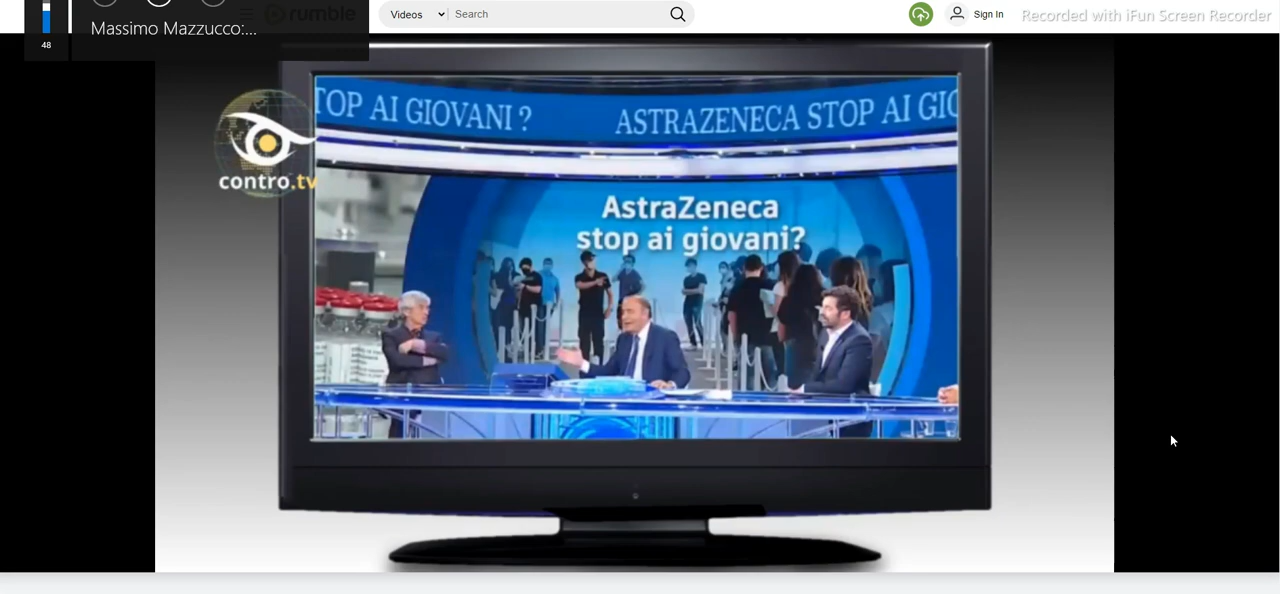 rumble
Videos
Search
Sign In
Recorded with iFun Screen Recorder
Massimo Mazzucco:...
48
TOP AI GIOVANI ?
ASTRAZENECA STOP AI GIO
contro.tv
AstraZeneca
stop ai giovani?